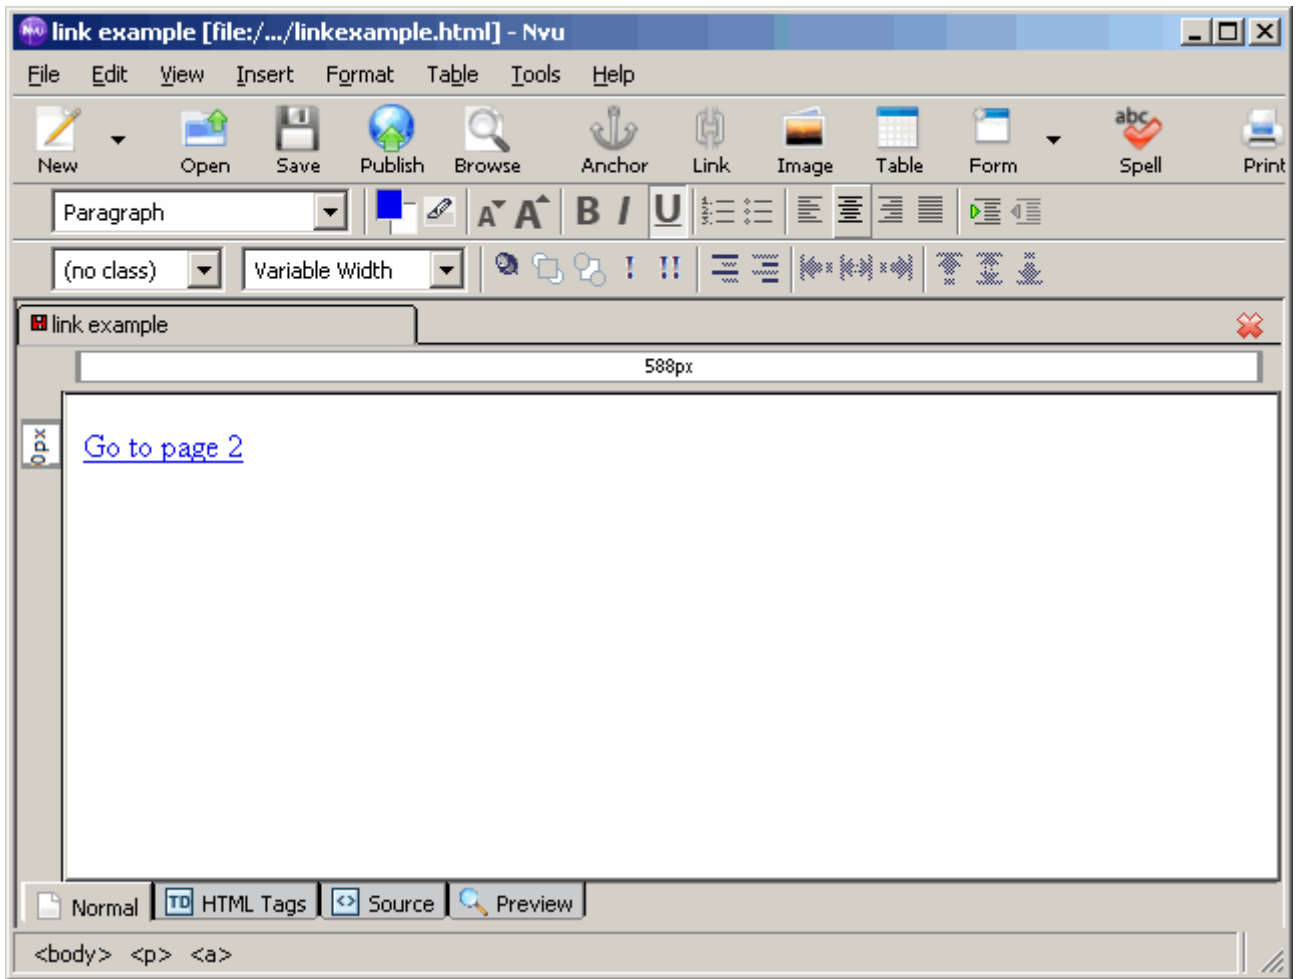 link example [file:/.../linkexample.html] - Nvu
File Edit View Insert Format Table Tools Help
New Open Save Publish Browse Anchor Link Image Table Form Spell Print
Paragraph
(no class) Variable Width
link example
588px
0px
Go to page 2
Normal HTML Tags Source Preview
<body> <p> <a>